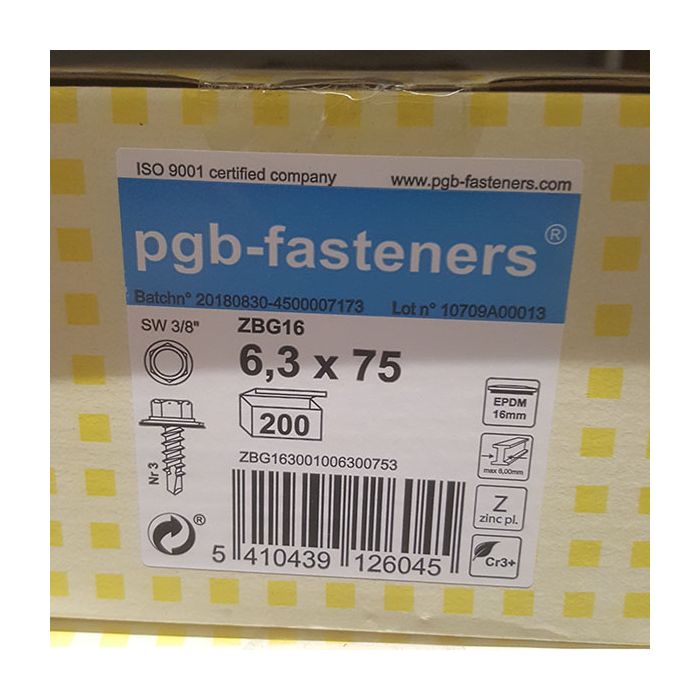 ISO 9001 certified company
www.pgb-fasteners.com
pgb-fasteners®
Batchn° 20180830-4500007173
Lot n° 10709A00013
SW 3/8"
ZBG16
6,3 x 75
200
EPDM
16mm
Nr 3
max 6,00mm
ZBG163001006300753
Z
zinc pl.
®
Cr3+
5 410439 126045